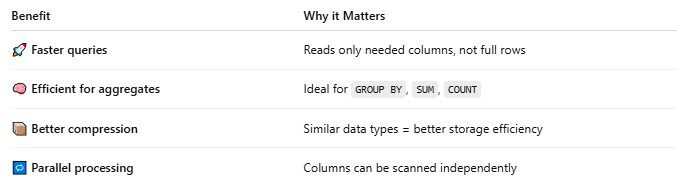 Benefit Why it Matters
🚀 Faster queries Reads only needed columns, not full rows
🧠 Efficient for aggregates Ideal for GROUP BY, SUM, COUNT
📦 Better compression Similar data types = better storage efficiency
🔁 Parallel processing Columns can be scanned independently